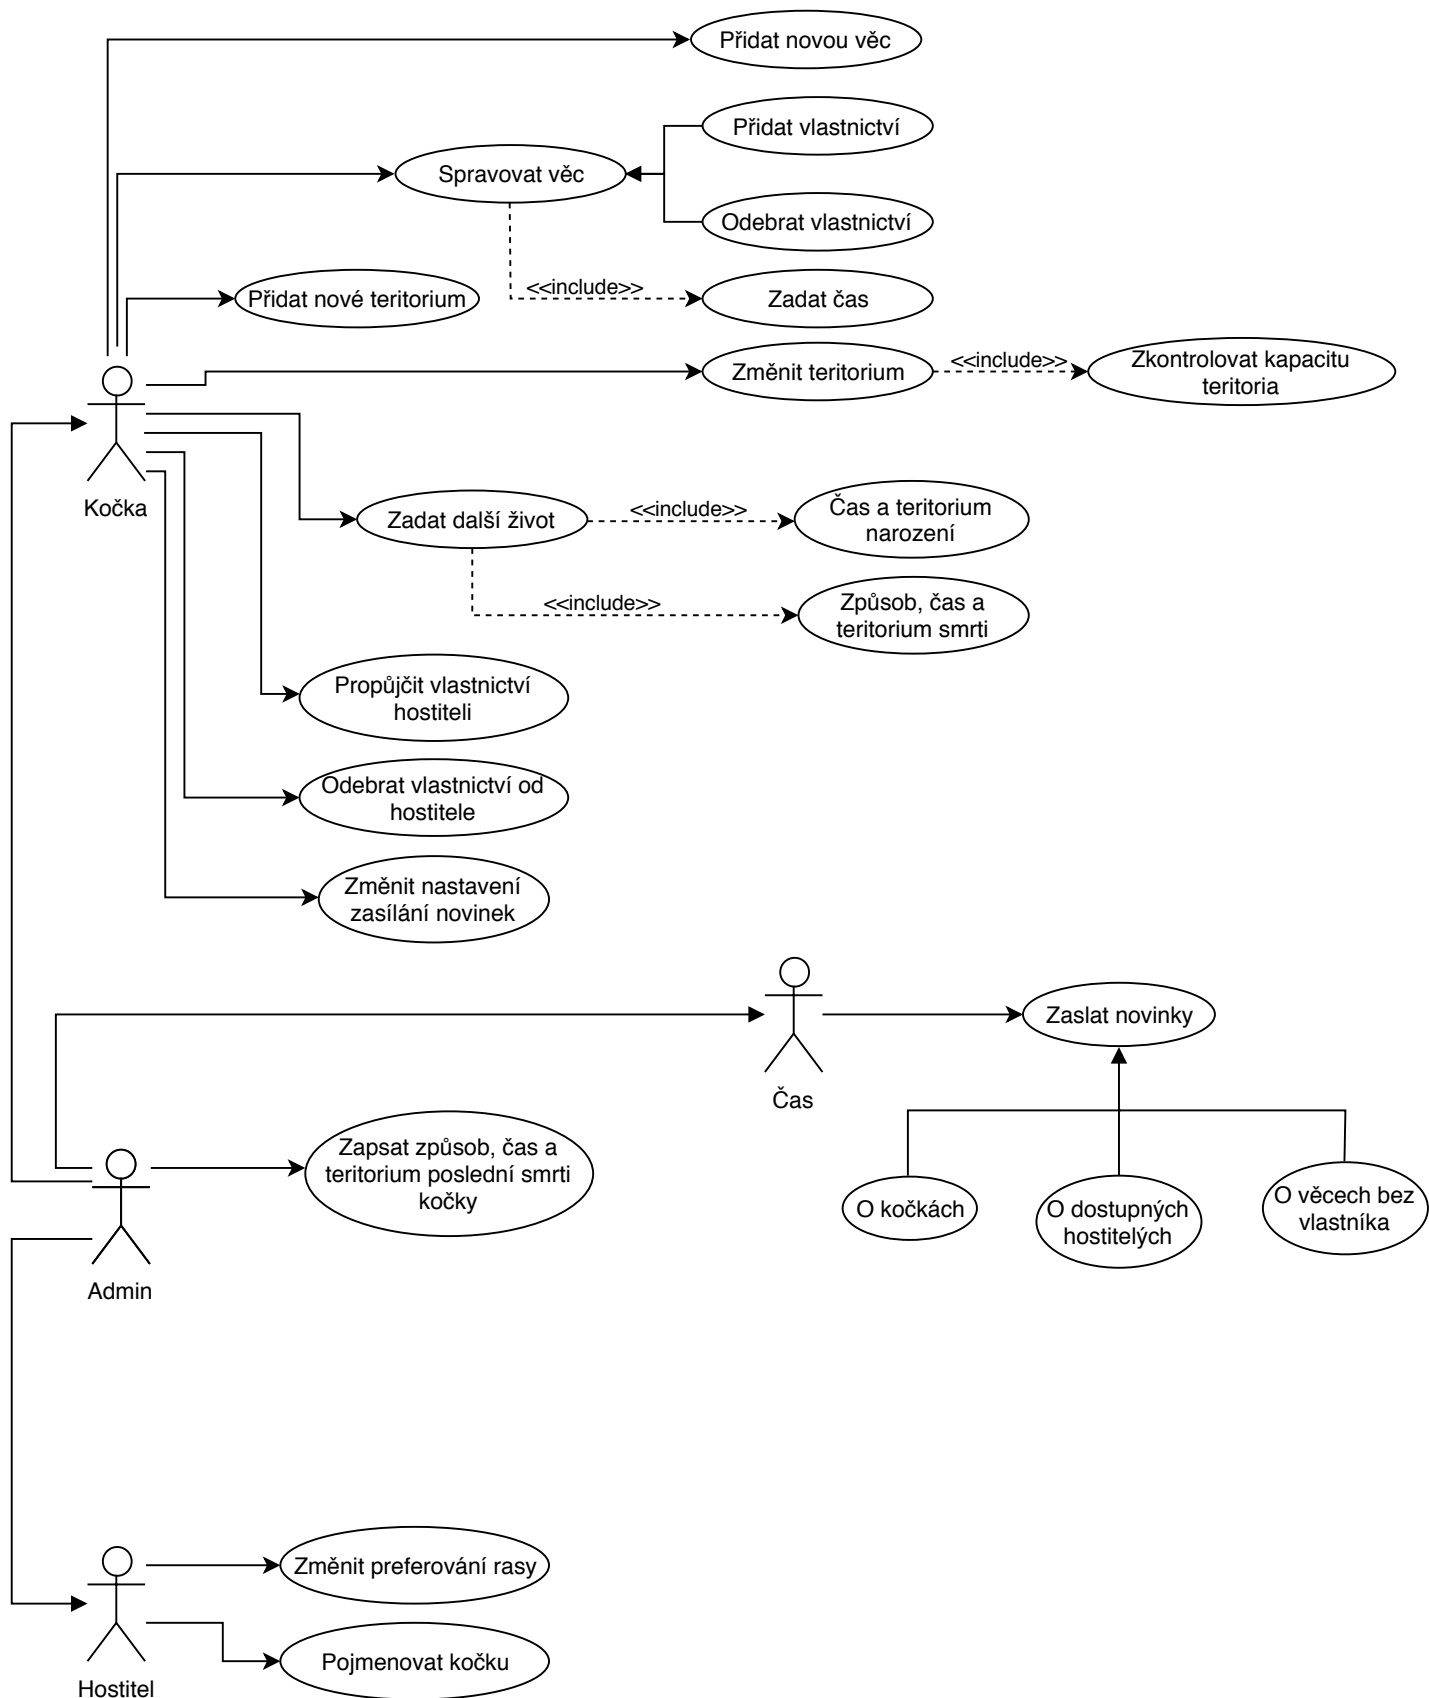 Přidat novou věc
Přidat vlastnictví
Spravovat věc
Odebrat vlastnictví
<<include>>
Přidat nové teritorium
Zadat čas
Změnit teritorium
<<include>>
Zkontrolovat kapacitu
teritoria
Kočka
Zadat další život
<<include>>
Čas a teritorium
narození
<<include>>
Způsob, čas a
teritorium smrti
Propůjčit vlastnictví
hostiteli
Odebrat vlastnictví od
hostitele
Změnit nastavení
zasílání novinek
Zaslat novinky
Čas
Zapsat způsob, čas a
teritorium poslední smrti
kočky
O kočkách
O dostupných
hostitelých
O věcech bez
vlastníka
Admin
Změnit preferování rasy
Pojmenovat kočku
Hostitel